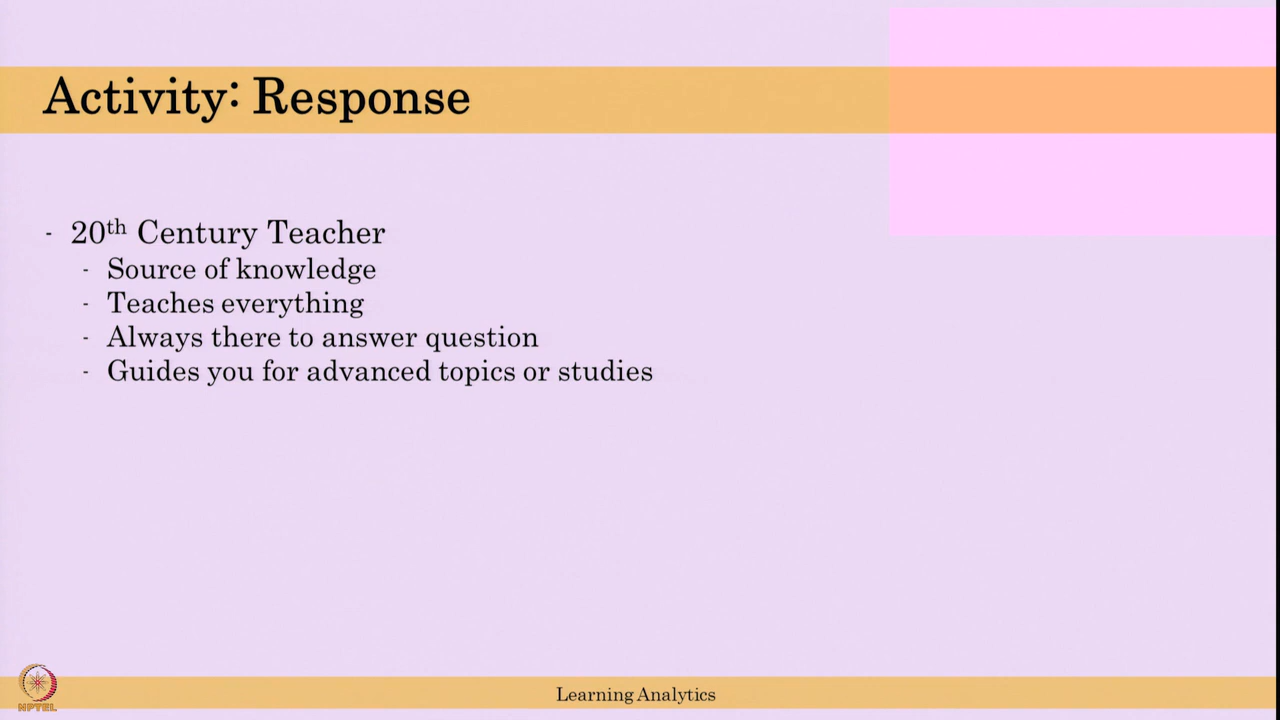 Activity: Response
- 20th Century Teacher
- Source of knowledge
- Teaches everything
- Always there to answer question
- Guides you for advanced topics or studies
Learning Analytics
NPTEL